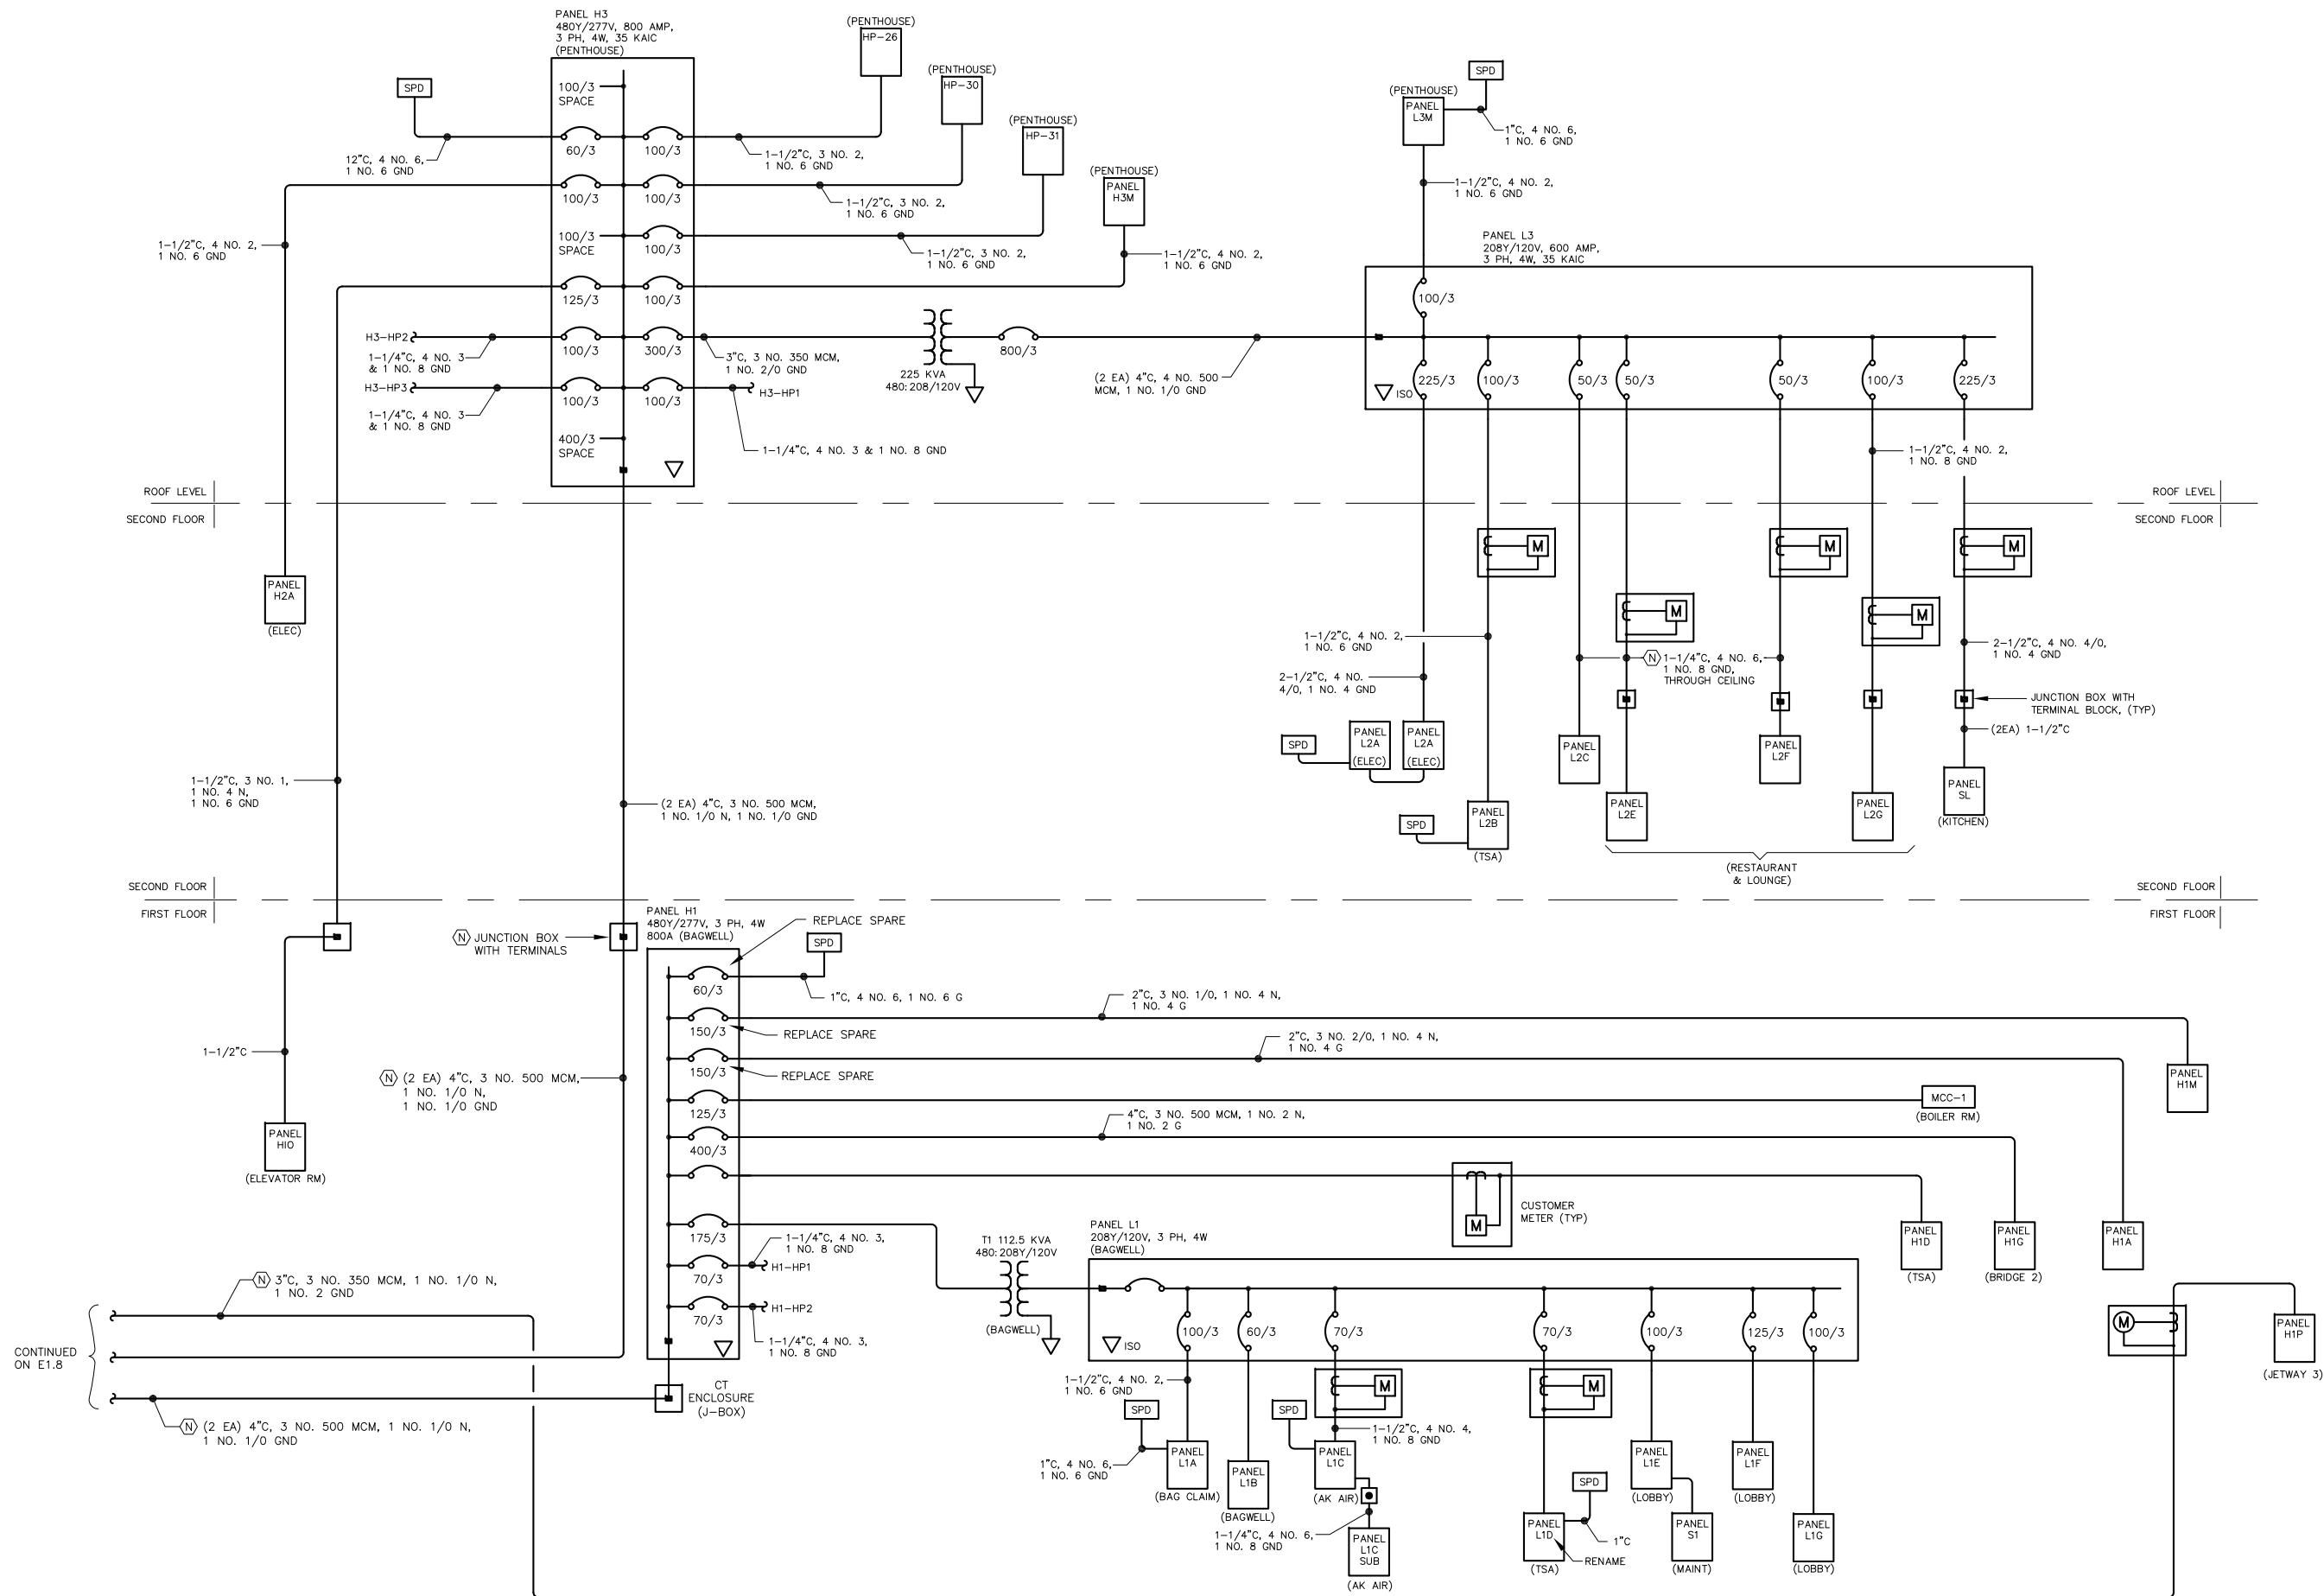 PANEL H3
480Y/277V, 800 AMP,
3 PH, 4W, 35 KAIC
(PENTHOUSE)
100/3
SPACE
SPD
60/3
100/3
12"C, 4 NO. 6,
1 NO. 6 GND
(PENTHOUSE)
HP-26
1-1/2"C, 3 NO. 2,
1 NO. 6 GND
(PENTHOUSE)
HP-30
100/3
100/3
1-1/2"C, 3 NO. 2,
1 NO. 6 GND
(PENTHOUSE)
HP-31
100/3
SPACE
100/3
1-1/2"C, 3 NO. 2,
1 NO. 6 GND
(PENTHOUSE)
PANEL
H3M
1-1/2"C, 4 NO. 2,
1 NO. 6 GND
1-1/2"C, 4 NO. 2,
1 NO. 6 GND
125/3
100/3
H3-HP2
1-1/4"C, 4 NO. 3
& 1 NO. 8 GND
100/3
300/3
3"C, 3 NO. 350 MCM,
1 NO. 2/0 GND
225 KVA
480:208/120V
800/3
(2 EA) 4"C, 4 NO. 500
MCM, 1 NO. 1/0 GND
H3-HP3
1-1/4"C, 4 NO. 3
& 1 NO. 8 GND
100/3
100/3
H3-HP1
1-1/4"C, 4 NO. 3 & 1 NO. 8 GND
400/3
SPACE
SPD
(PENTHOUSE)
PANEL
L3M
1"C, 4 NO. 6,
1 NO. 6 GND
1-1/2"C, 4 NO. 2,
1 NO. 6 GND
PANEL L3
208Y/120V, 600 AMP,
3 PH, 4W, 35 KAIC
100/3
ISO
225/3
100/3
50/3
50/3
50/3
100/3
225/3
1-1/2"C, 4 NO. 2,
1 NO. 8 GND
ROOF LEVEL
SECOND FLOOR
ROOF LEVEL
SECOND FLOOR
PANEL
H2A
(ELEC)
M
M
M
M
M
1-1/2"C, 4 NO. 2,
1 NO. 6 GND
2-1/2"C, 4 NO.
4/0, 1 NO. 4 GND
N
1-1/4"C, 4 NO. 6,
1 NO. 8 GND,
THROUGH CEILING
2-1/2"C, 4 NO. 4/0,
1 NO. 4 GND
JUNCTION BOX WITH
TERMINAL BLOCK, (TYP)
(2EA) 1-1/2"C
SPD
PANEL
L2A
(ELEC)
PANEL
L2A
(ELEC)
PANEL
L2C
PANEL
L2F
PANEL
SL
(KITCHEN)
SPD
PANEL
L2B
(TSA)
PANEL
L2E
PANEL
L2G
(RESTAURANT
& LOUNGE)
1-1/2"C, 3 NO. 1,
1 NO. 4 N,
1 NO. 6 GND
(2 EA) 4"C, 3 NO. 500 MCM,
1 NO. 1/0 N, 1 NO. 1/0 GND
SECOND FLOOR
FIRST FLOOR
SECOND FLOOR
FIRST FLOOR
N
JUNCTION BOX
WITH TERMINALS
PANEL H1
480Y/277V, 3 PH, 4W
800A (BAGWELL)
REPLACE SPARE
SPD
60/3
1"C, 4 NO. 6, 1 NO. 6 G
2"C, 3 NO. 1/0, 1 NO. 4 N,
1 NO. 4 G
150/3
REPLACE SPARE
2"C, 3 NO. 2/0, 1 NO. 4 N,
1 NO. 4 G
150/3
REPLACE SPARE
PANEL
H1M
1-1/2"C
N
(2 EA) 4"C, 3 NO. 500 MCM,
1 NO. 1/0 N,
1 NO. 1/0 GND
125/3
MCC-1
(BOILER RM)
4"C, 3 NO. 500 MCM, 1 NO. 2 N,
1 NO. 2 G
400/3
PANEL
HIO
(ELEVATOR RM)
M
CUSTOMER
METER (TYP)
PANEL
H1D
(TSA)
PANEL
H1G
(BRIDGE 2)
PANEL
H1A
175/3
1-1/4"C, 4 NO. 3,
1 NO. 8 GND
70/3
H1-HP1
70/3
H1-HP2
1-1/4"C, 4 NO. 3,
1 NO. 8 GND
T1 112.5 KVA
480:208Y/120V
(BAGWELL)
PANEL L1
208Y/120V, 3 PH, 4W
(BAGWELL)
ISO
100/3
60/3
70/3
70/3
100/3
125/3
100/3
N
3"C, 3 NO. 350 MCM, 1 NO. 1/0 N,
1 NO. 2 GND
CONTINUED
ON E1.8
N
(2 EA) 4"C, 3 NO. 500 MCM, 1 NO. 1/0 N,
1 NO. 1/0 GND
CT
ENCLOSURE
(J-BOX)
M
PANEL
H1P
(JETWAY 3)
1-1/2"C, 4 NO. 2,
1 NO. 6 GND
M
M
SPD
SPD
1-1/2"C, 4 NO. 4,
1 NO. 8 GND
1"C, 4 NO. 6,
1 NO. 6 GND
PANEL
L1A
(BAG CLAIM)
PANEL
L1B
(BAGWELL)
PANEL
L1C
(AK AIR)
1-1/4"C, 4 NO. 6,
1 NO. 8 GND
PANEL
L1C
SUB
(AK AIR)
SPD
1"C
PANEL
L1D
RENAME
(TSA)
PANEL
L1E
(LOBBY)
PANEL
S1
(MAINT)
PANEL
L1F
(LOBBY)
PANEL
L1G
(LOBBY)